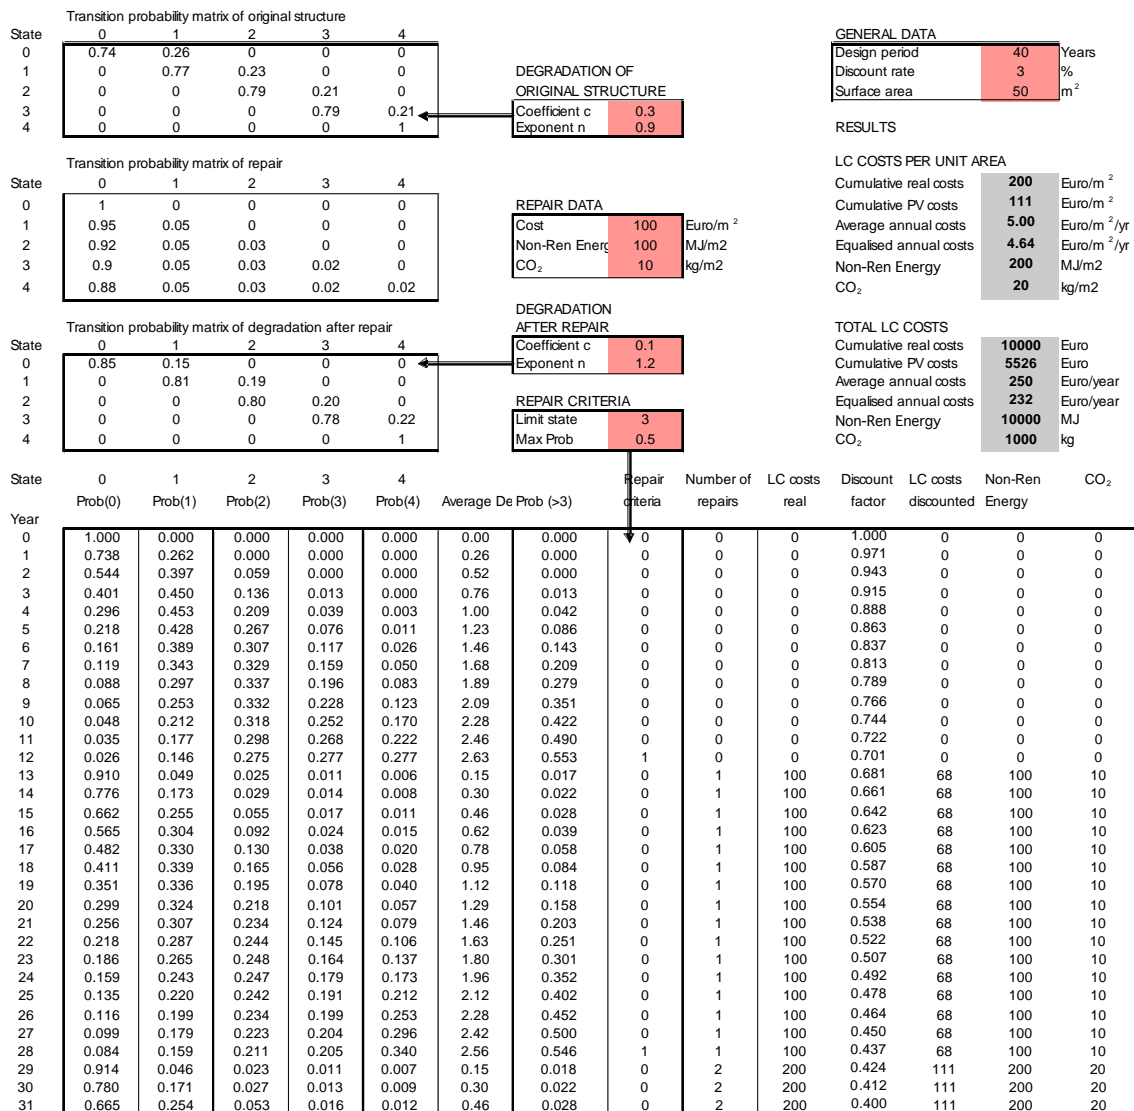 Transition probability matrix of original structure
State 0 1 2 3 4 GENERAL DATA
0 0.74 0.26 0 0 0 Design period 40 Years
1 0 0.77 0.23 0 0 DEGRADATION OF Discount rate 3 %
2 0 0 0.79 0.21 0 ORIGINAL STRUCTURE Surface area 50 m²
3 0 0 0 0.79 0.21 Coefficient c 0.3
4 0 0 0 0 1 Exponent n 0.9 RESULTS
Transition probability matrix of repair LC COSTS PER UNIT AREA
State 0 1 2 3 4 Cumulative real costs 200 Euro/m ²
0 1 0 0 0 0 REPAIR DATA Cumulative PV costs 111 Euro/m ²
1 0.95 0.05 0 0 0 Cost 100 Euro/m ² Average annual costs 5.00 Euro/m ²/yr
2 0.92 0.05 0.03 0 0 Non-Ren Energ 100 MJ/m2 Equalised annual costs 4.64 Euro/m ²/yr
3 0.9 0.05 0.03 0.02 0 CO₂ 10 kg/m2 Non-Ren Energy 200 MJ/m2
4 0.88 0.05 0.03 0.02 0.02 CO₂ 20 kg/m2
DEGRADATION
Transition probability matrix of degradation after repair AFTER REPAIR TOTAL LC COSTS
State 0 1 2 3 4 Coefficient c 0.1 Cumulative real costs 10000 Euro
0 0.85 0.15 0 0 0 Exponent n 1.2 Cumulative PV costs 5526 Euro
1 0 0.81 0.19 0 0 Average annual costs 250 Euro/year
2 0 0 0.80 0.20 0 REPAIR CRITERIA Equalised annual costs 232 Euro/year
3 0 0 0 0.78 0.22 Limit state 3 Non-Ren Energy 10000 MJ
4 0 0 0 0 1 Max Prob 0.5 CO₂ 1000 kg
State 0 1 2 3 4 Repair Number of LC costs Discount LC costs Non-Ren CO₂
Prob(0) Prob(1) Prob(2) Prob(3) Prob(4) Average De Prob (>3) criteria repairs real factor discounted Energy
Year
0 1.000 0.000 0.000 0.000 0.000 0.00 0.000 0 0 0 1.000 0 0 0
1 0.738 0.262 0.000 0.000 0.000 0.26 0.000 0 0 0 0.971 0 0 0
2 0.544 0.397 0.059 0.000 0.000 0.52 0.000 0 0 0 0.943 0 0 0
3 0.401 0.450 0.136 0.013 0.000 0.76 0.013 0 0 0 0.915 0 0 0
4 0.296 0.453 0.209 0.039 0.003 1.00 0.042 0 0 0 0.888 0 0 0
5 0.218 0.428 0.267 0.076 0.011 1.23 0.086 0 0 0 0.863 0 0 0
6 0.161 0.389 0.307 0.117 0.026 1.46 0.143 0 0 0 0.837 0 0 0
7 0.119 0.343 0.329 0.159 0.050 1.68 0.209 0 0 0 0.813 0 0 0
8 0.088 0.297 0.337 0.196 0.083 1.89 0.279 0 0 0 0.789 0 0 0
9 0.065 0.253 0.332 0.228 0.123 2.09 0.351 0 0 0 0.766 0 0 0
10 0.048 0.212 0.318 0.252 0.170 2.28 0.422 0 0 0 0.744 0 0 0
11 0.035 0.177 0.298 0.268 0.222 2.46 0.490 0 0 0 0.722 0 0 0
12 0.026 0.146 0.275 0.277 0.277 2.63 0.553 1 0 0 0.701 0 0 0
13 0.910 0.049 0.025 0.011 0.006 0.15 0.017 0 1 100 0.681 68 100 10
14 0.776 0.173 0.029 0.014 0.008 0.30 0.022 0 1 100 0.661 68 100 10
15 0.662 0.255 0.055 0.017 0.011 0.46 0.028 0 1 100 0.642 68 100 10
16 0.565 0.304 0.092 0.024 0.015 0.62 0.039 0 1 100 0.623 68 100 10
17 0.482 0.330 0.130 0.038 0.020 0.78 0.058 0 1 100 0.605 68 100 10
18 0.411 0.339 0.165 0.056 0.028 0.95 0.084 0 1 100 0.587 68 100 10
19 0.351 0.336 0.195 0.078 0.040 1.12 0.118 0 1 100 0.570 68 100 10
20 0.299 0.324 0.218 0.101 0.057 1.29 0.158 0 1 100 0.554 68 100 10
21 0.256 0.307 0.234 0.124 0.079 1.46 0.203 0 1 100 0.538 68 100 10
22 0.218 0.287 0.244 0.145 0.106 1.63 0.251 0 1 100 0.522 68 100 10
23 0.186 0.265 0.248 0.164 0.137 1.80 0.301 0 1 100 0.507 68 100 10
24 0.159 0.243 0.247 0.179 0.173 1.96 0.352 0 1 100 0.492 68 100 10
25 0.135 0.220 0.242 0.191 0.212 2.12 0.402 0 1 100 0.478 68 100 10
26 0.116 0.199 0.234 0.199 0.253 2.28 0.452 0 1 100 0.464 68 100 10
27 0.099 0.179 0.223 0.204 0.296 2.42 0.500 0 1 100 0.450 68 100 10
28 0.084 0.159 0.211 0.205 0.340 2.56 0.546 1 1 100 0.437 68 100 10
29 0.914 0.046 0.023 0.011 0.007 0.15 0.018 0 2 200 0.424 111 200 20
30 0.780 0.171 0.027 0.013 0.009 0.30 0.022 0 2 200 0.412 111 200 20
31 0.665 0.254 0.053 0.016 0.012 0.46 0.028 0 2 200 0.400 111 200 20